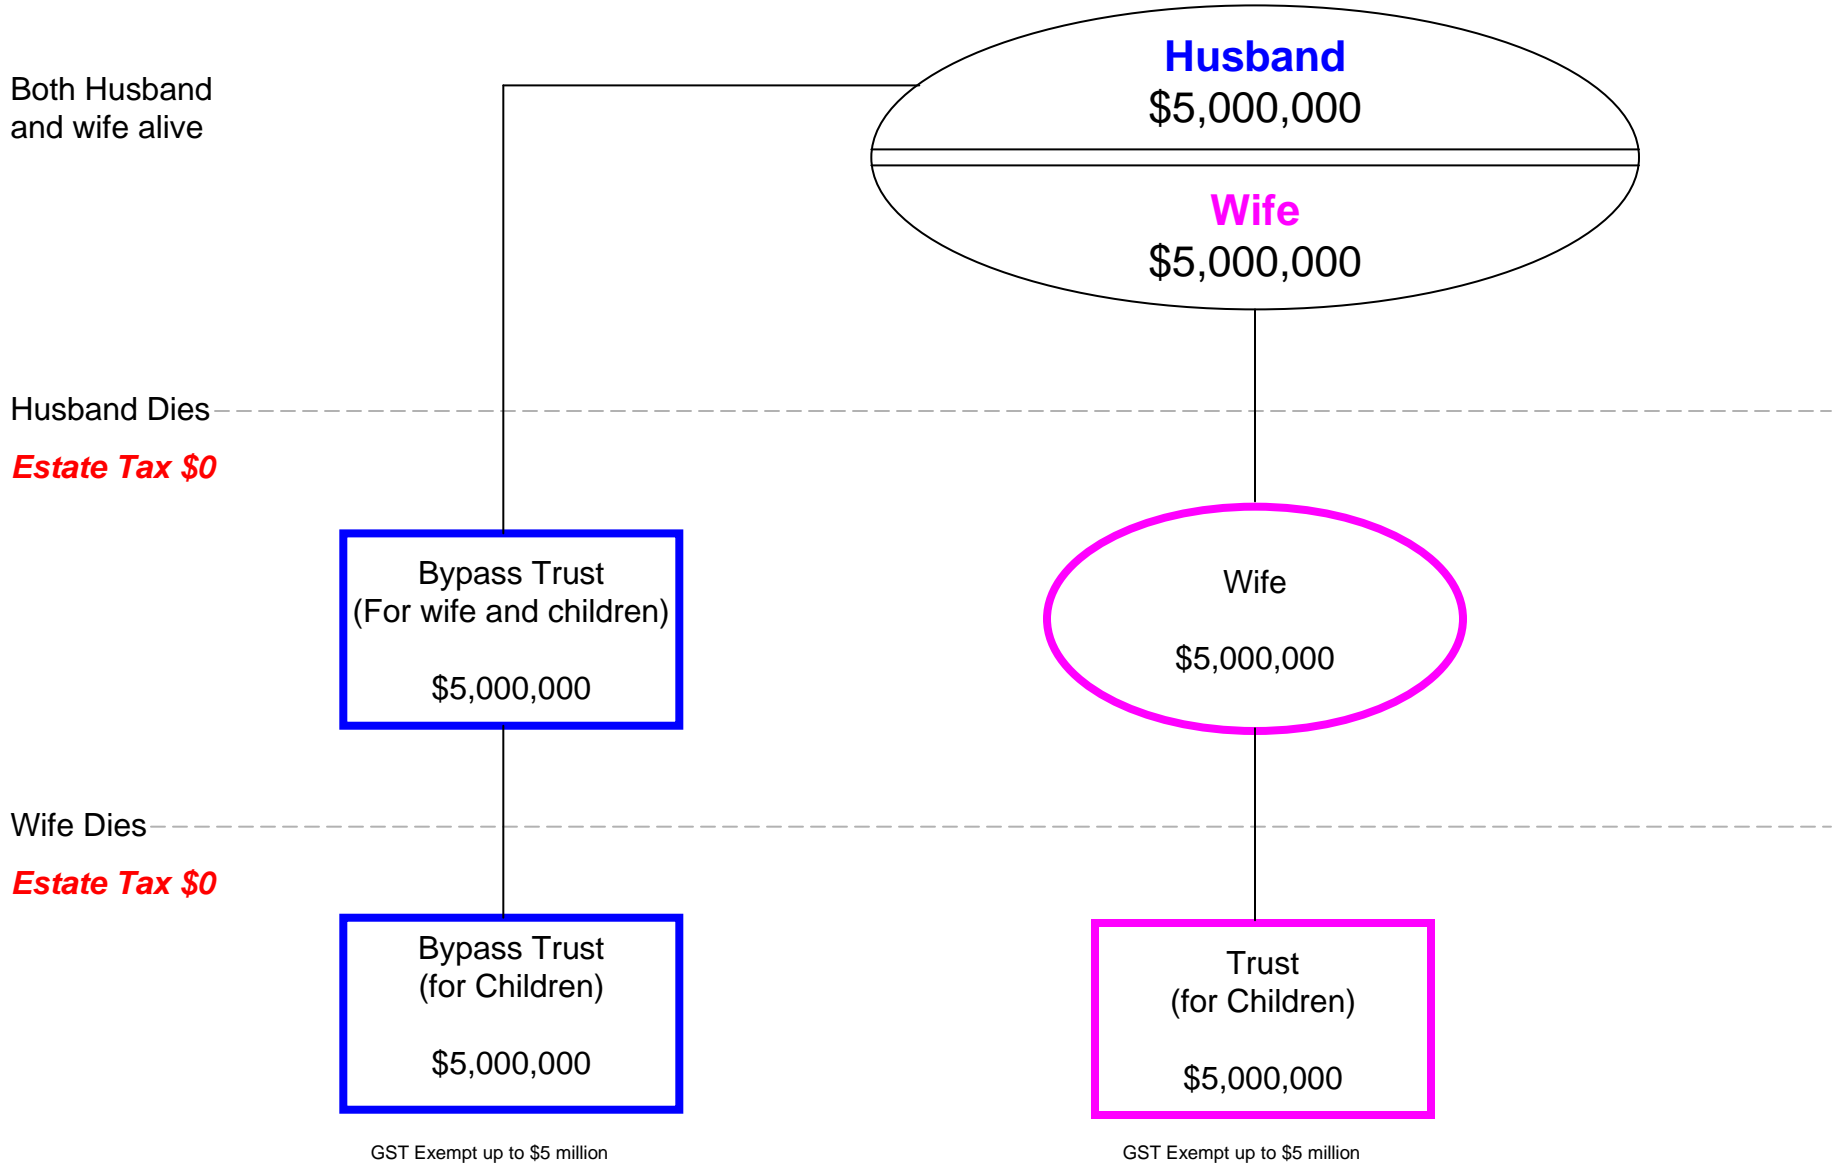 Husband
$5,000,000
Both Husband
and wife alive
Wife
$5,000,000
Husband Dies
Estate Tax $0
Bypass Trust
(For wife and children)
$5,000,000
Wife
$5,000,000
Wife Dies
Estate Tax $0
Bypass Trust
(for Children)
$5,000,000
Trust
(for Children)
$5,000,000
GST Exempt up to $5 million
GST Exempt up to $5 million